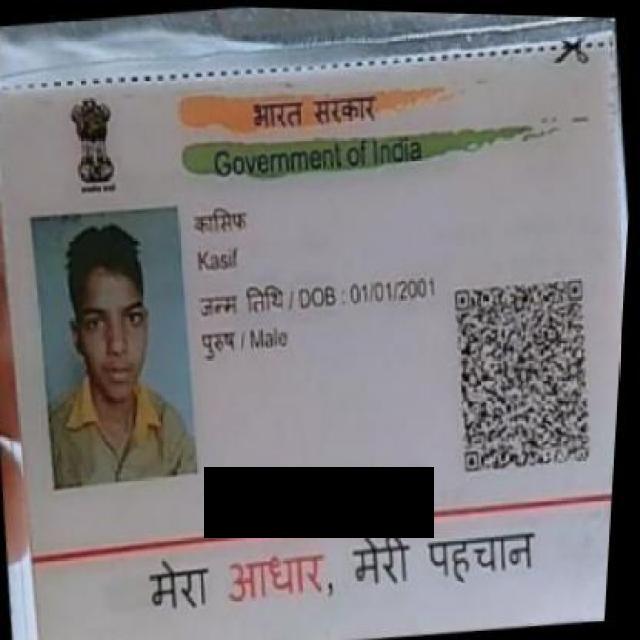 भारत सरकार
Government of India
कासिफ
Kasif
जन्म तिथि / DOB : 01/01/2001
पुरुष / Male
मेरा आधार, मेरी पहचान